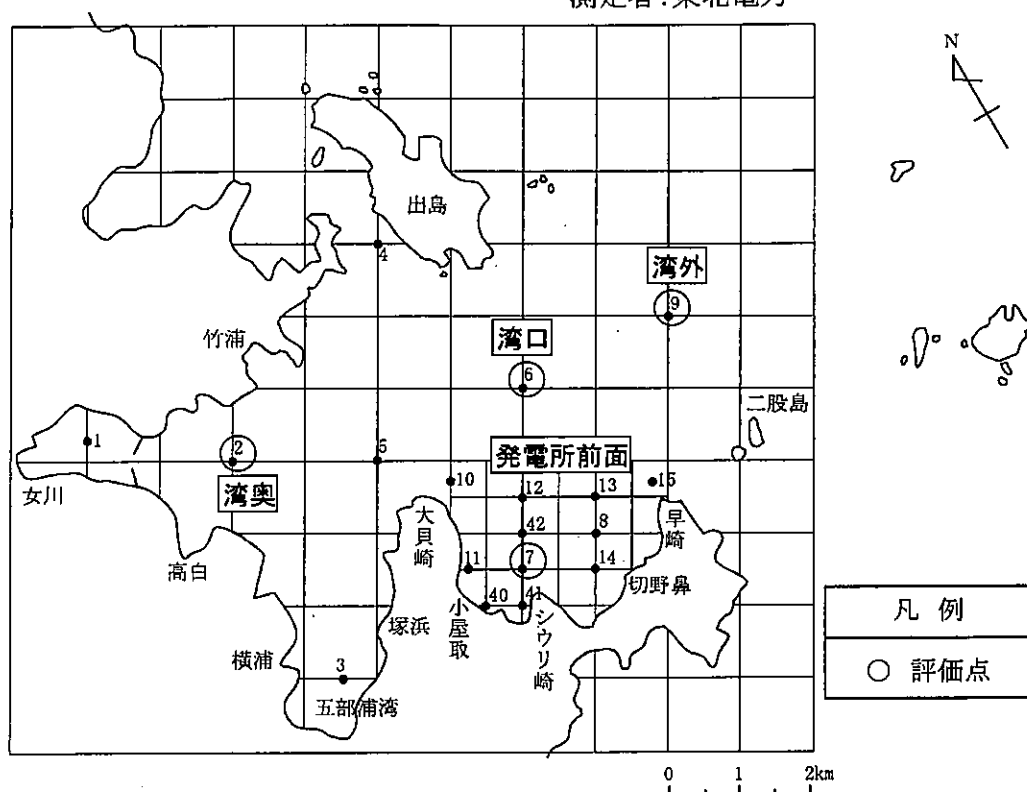 測定者:東北電力
N
出島
4
湾外
9
竹浦
湾口
6
二股島
1
2
5
発電所前面
10
12
13
15
女川
湾奥
大貝崎
42
8
早崎
高白
11
7
14
切野鼻
40
41
小屋取
シウリ崎
塚浜
横浦
3
五部浦湾
凡例
○ 評価点
0 1 2km